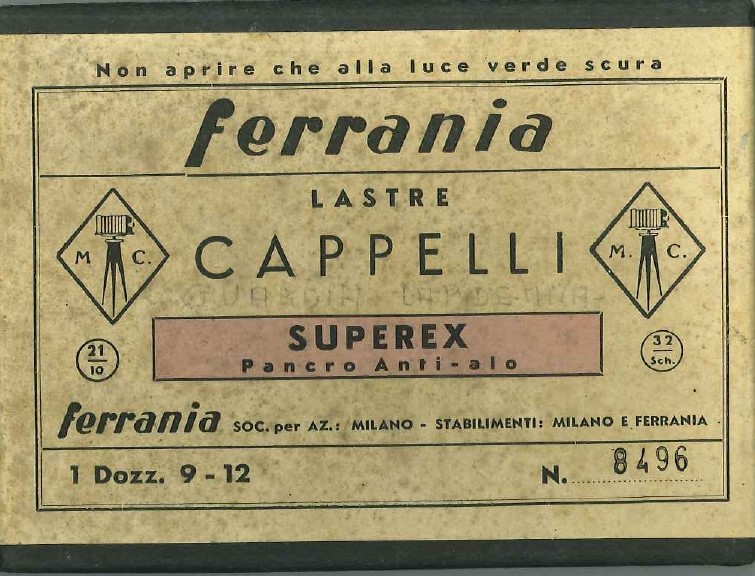 Non aprire che alla luce verde scura
ferrania
LASTRE
CAPPELLI
M C.
M. C.
SUPEREX
Pancro Anti-alo
21
10
32
Sch.
ferrania SOC. per AZ.: MILANO - STABILIMENTI: MILANO E FERRANIA
1 Dozz. 9 - 12
N. 8496